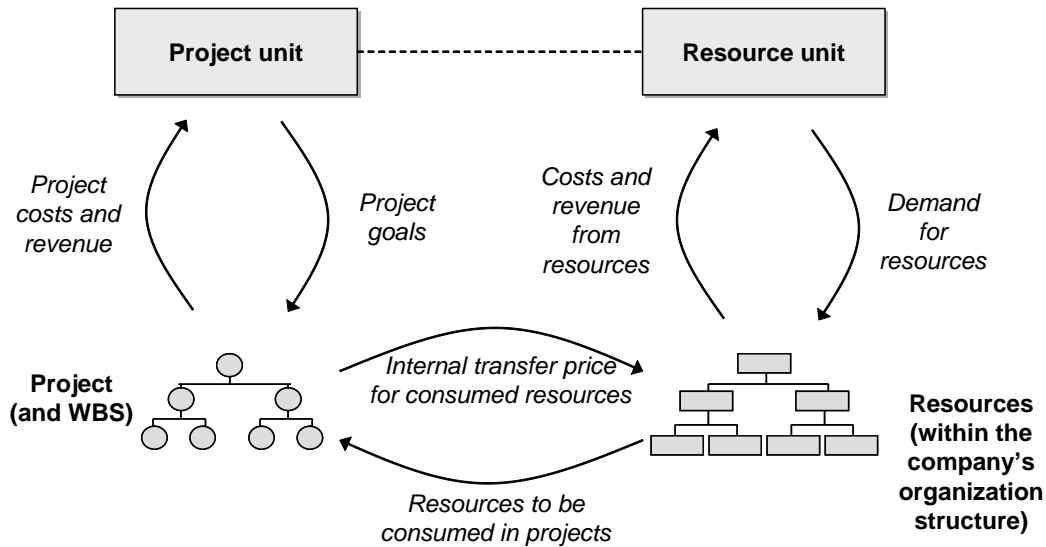 Project unit
Resource unit
Project
costs and
revenue
Project
goals
Costs and
revenue
from
resources
Demand
for
resources
Project
(and WBS)
Internal transfer price
for consumed resources
Resources
(within the
company’s
organization
structure)
Resources to be
consumed in projects